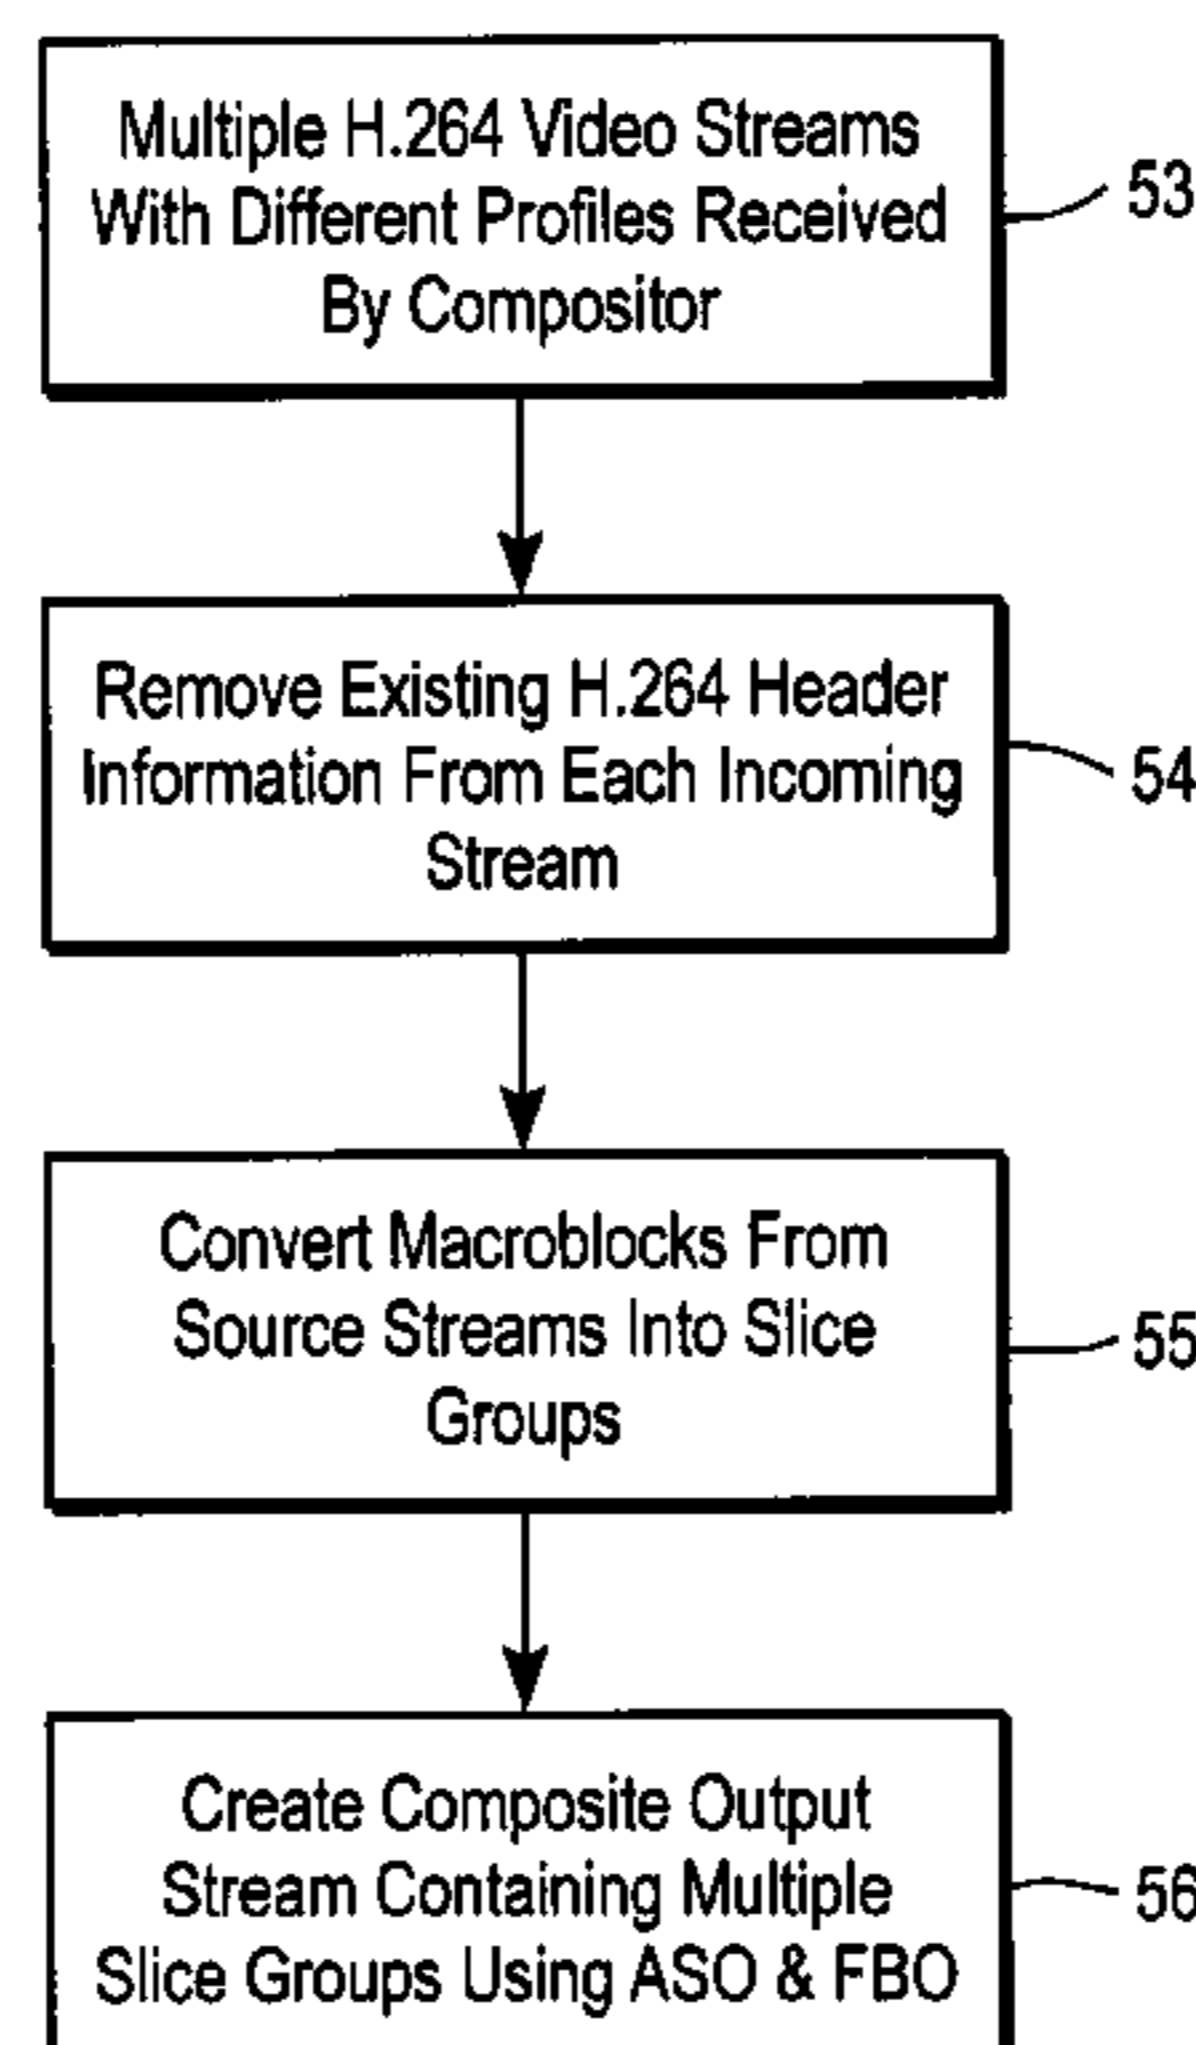 Multiple H.264 Video Streams
With Different Profiles Received
By Compositor
53
Remove Existing H.264 Header
Information From Each Incoming
Stream
54
Convert Macroblocks From
Source Streams Into Slice
Groups
55
Create Composite Output
Stream Containing Multiple
Slice Groups Using ASO & FBO
56